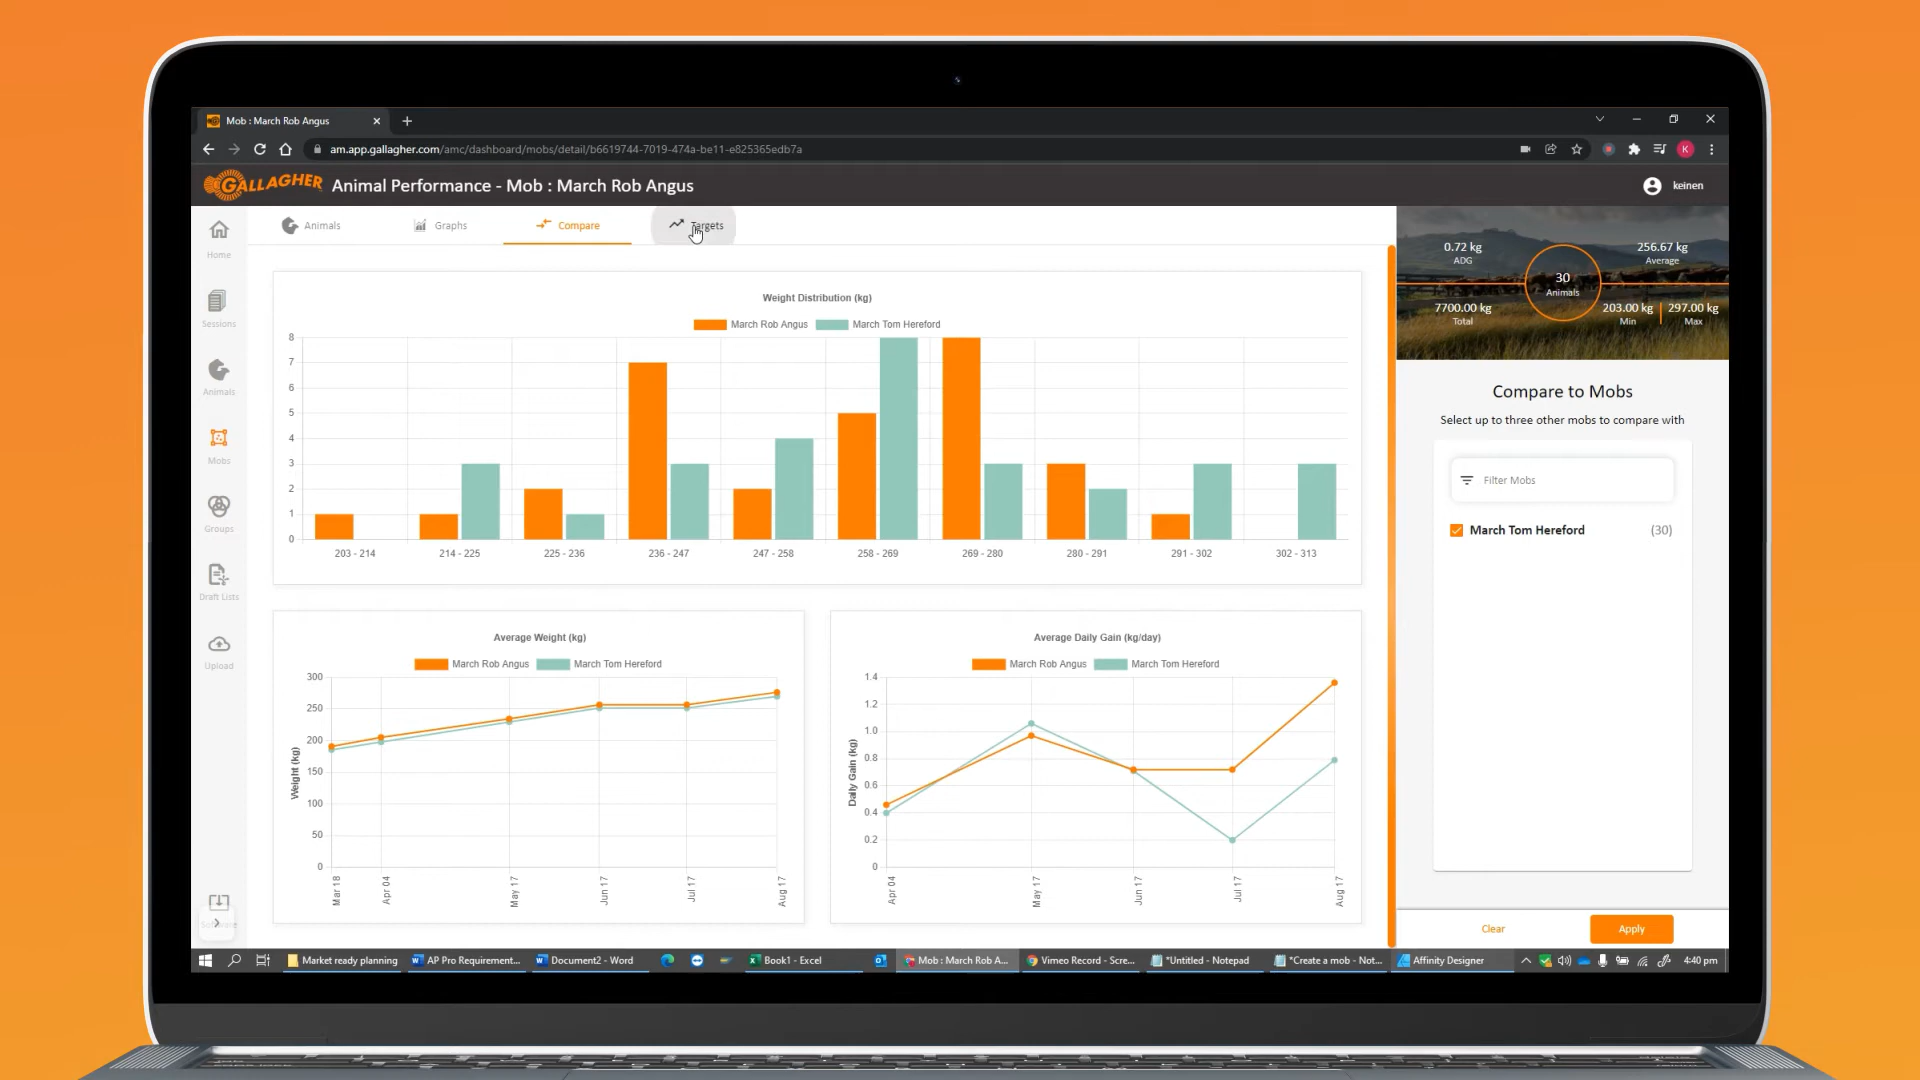 Mob : March Rob Angus
am.app.gallagher.com/amc/dashboard/mobs/detail/b6619744-7019-474a-be11-e825365edb7a
K
GALLAGHER
Animal Performance - Mob : March Rob Angus
keinen
Home
Sessions
Animals
Mobs
Groups
Draft Lists
Upload
Animals
Graphs
Compare
Targets
Weight Distribution (kg)
March Rob Angus
March Tom Hereford
8
7
6
5
4
3
2
1
0
203 - 214
214 - 225
225 - 236
236 - 247
247 - 258
258 - 269
269 - 280
280 - 291
291 - 302
302 - 313
Average Weight (kg)
March Rob Angus
March Tom Hereford
Weight (kg)
300
250
200
150
100
50
0
Mar 18
Apr 04
May 17
Jun 17
Jul 17
Aug 17
Average Daily Gain (kg/day)
March Rob Angus
March Tom Hereford
Daily Gain (kg)
1.4
1.2
1.0
0.8
0.6
0.4
0.2
0
Apr 04
May 17
Jun 17
Jul 17
Aug 17
0.72 kg
ADG
256.67 kg
Average
30
Animals
7700.00 kg
Total
203.00 kg
Min
297.00 kg
Max
Compare to Mobs
Select up to three other mobs to compare with
Filter Mobs
March Tom Hereford
(30)
Clear
Apply
Market ready planning
AP Pro Requirement...
Document2 - Word
Book1 - Excel
Mob : March Rob A...
Vimeo Record - Scre...
*Untitled - Notepad
*Create a mob - Not...
Affinity Designer
4:40 pm